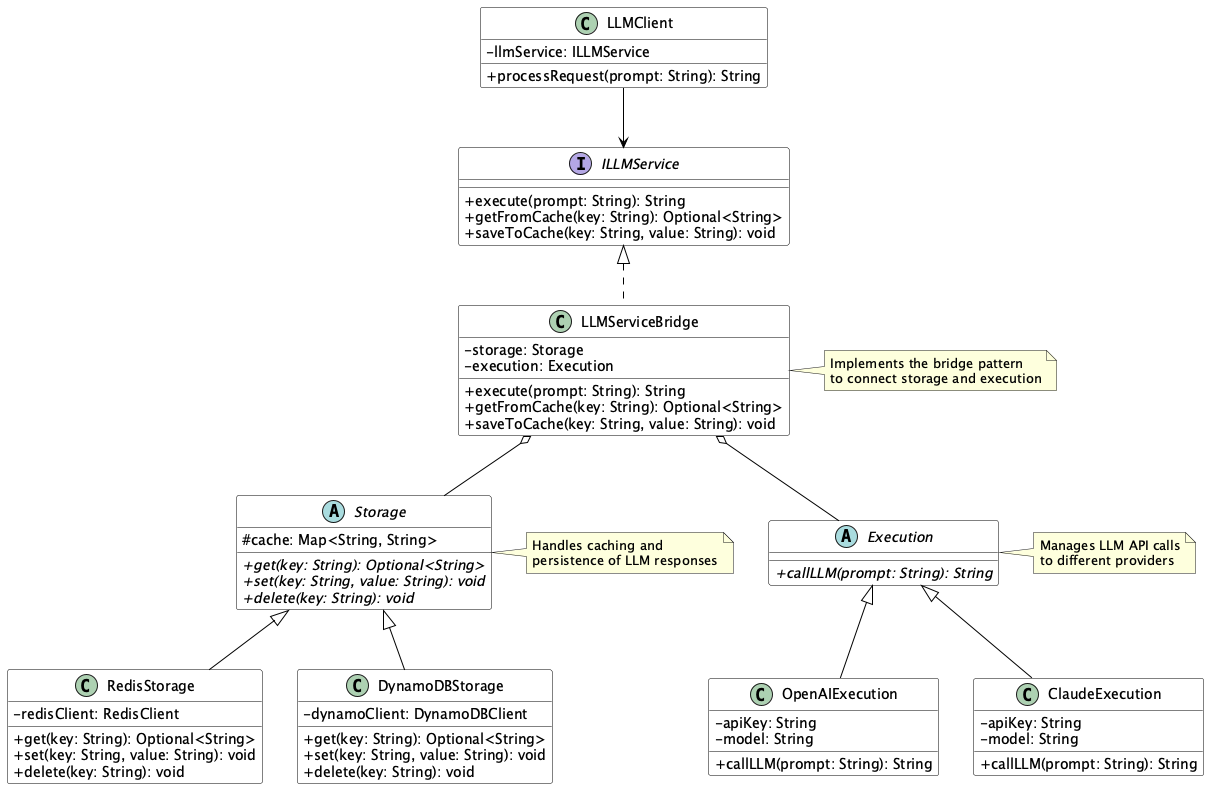 C LLMClient
-llmService: ILLMService
+processRequest(prompt: String): String
I ILLMService
+execute(prompt: String): String
+getFromCache(key: String): Optional<String>
+saveToCache(key: String, value: String): void
C LLMServiceBridge
-storage: Storage
-execution: Execution
+execute(prompt: String): String
+getFromCache(key: String): Optional<String>
+saveToCache(key: String, value: String): void
Implements the bridge pattern
to connect storage and execution
A Storage
#cache: Map<String, String>
+get(key: String): Optional<String>
+set(key: String, value: String): void
+delete(key: String): void
Handles caching and
persistence of LLM responses
A Execution
+callLLM(prompt: String): String
Manages LLM API calls
to different providers
C RedisStorage
-redisClient: RedisClient
+get(key: String): Optional<String>
+set(key: String, value: String): void
+delete(key: String): void
C DynamoDBStorage
-dynamoClient: DynamoDBClient
+get(key: String): Optional<String>
+set(key: String, value: String): void
+delete(key: String): void
C OpenAIExecution
-apiKey: String
-model: String
+callLLM(prompt: String): String
C ClaudeExecution
-apiKey: String
-model: String
+callLLM(prompt: String): String